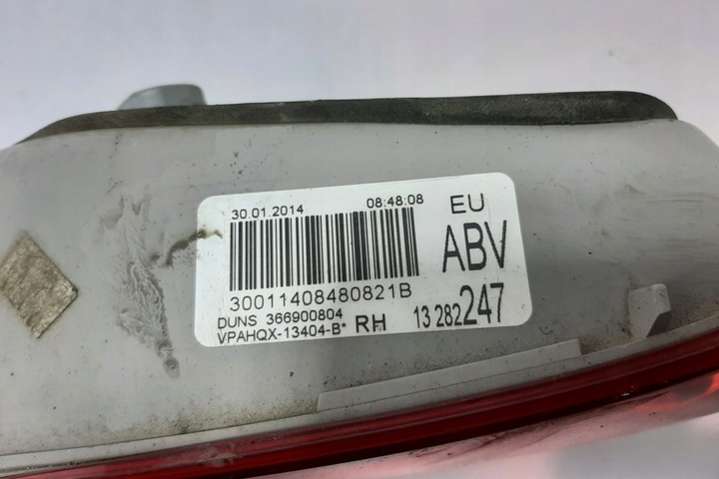 30.01.2014 08:48:08 EU
ABV
30011408480821B
DUNS 366900804
VPAHQX-13404-B* RH 13 282 247